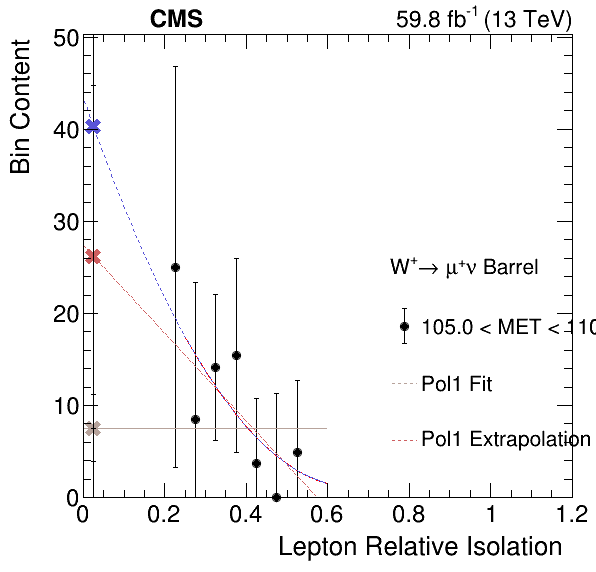 CMS 59.8 fb⁻¹ (13 TeV)
Bin Content
50
40
30
20
10
0
W⁺→ μ⁺ν Barrel
105.0 < MET < 110
Pol1 Fit
Pol1 Extrapolation
0 0.2 0.4 0.6 0.8 1 1.2
Lepton Relative Isolation